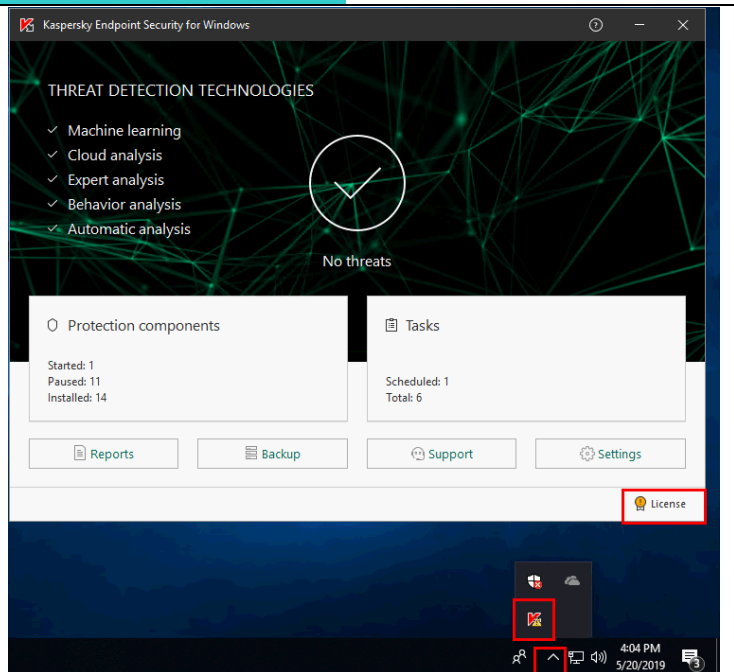 Kaspersky Endpoint Security for Windows
THREAT DETECTION TECHNOLOGIES
Machine learning
Cloud analysis
Expert analysis
Behavior analysis
Automatic analysis
No threats
Protection components
Started: 1
Paused: 11
Installed: 14
Tasks
Scheduled: 1
Total: 6
Reports
Backup
Support
Settings
License
4:04 PM
5/20/2019
3